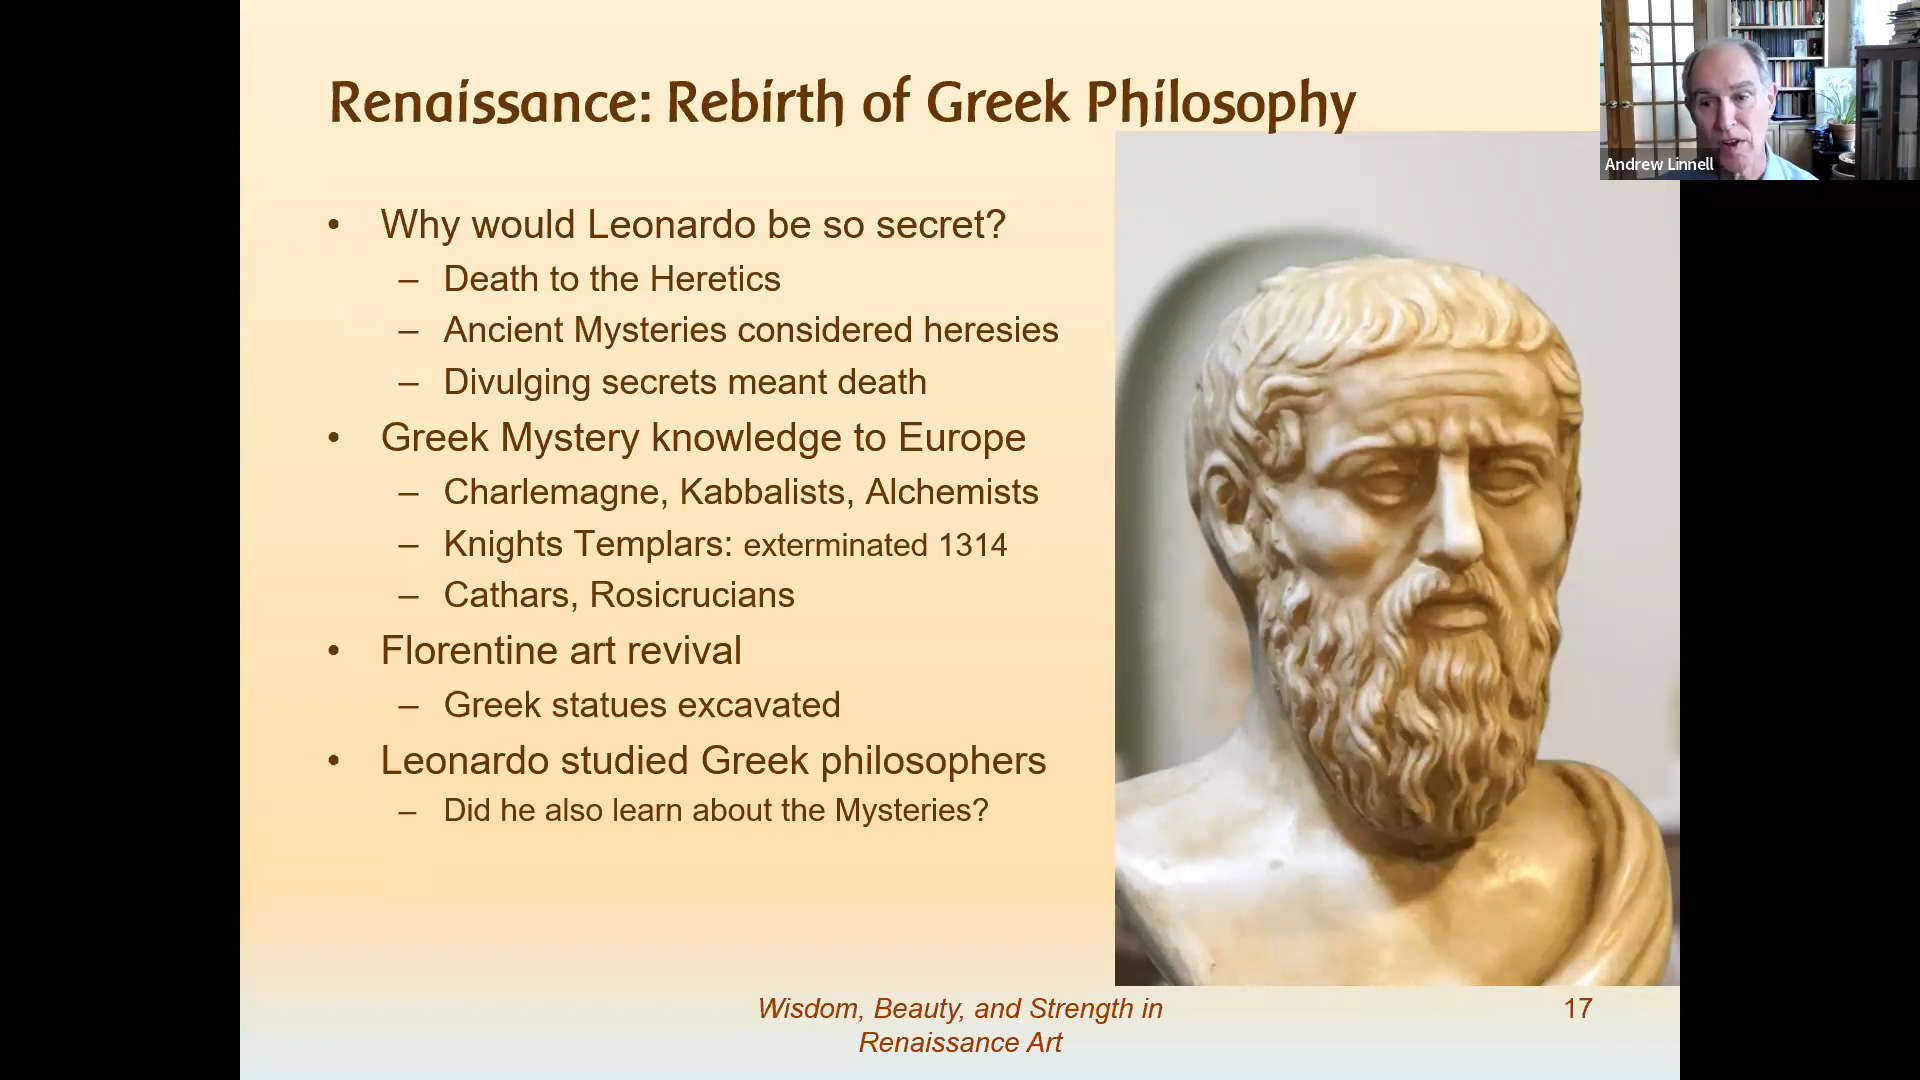 Renaissance: Rebirth of Greek Philosophy
Andrew Linnell
• Why would Leonardo be so secret?
– Death to the Heretics
– Ancient Mysteries considered heresies
– Divulging secrets meant death
• Greek Mystery knowledge to Europe
– Charlemagne, Kabbalists, Alchemists
– Knights Templars: exterminated 1314
– Cathars, Rosicrucians
• Florentine art revival
– Greek statues excavated
• Leonardo studied Greek philosophers
– Did he also learn about the Mysteries?
Wisdom, Beauty, and Strength in
Renaissance Art
17